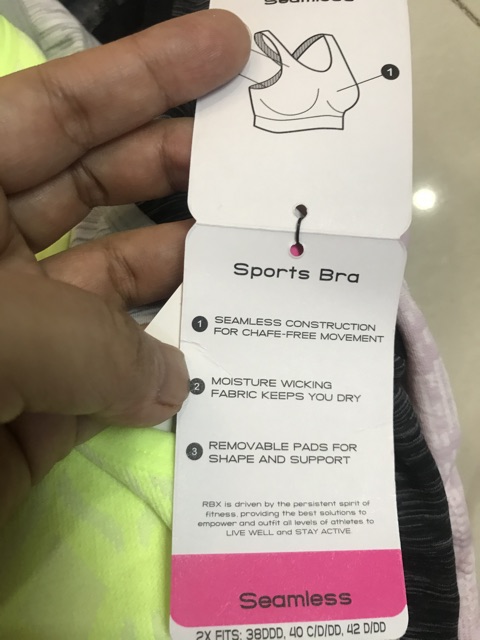 Seamless
1
Sports Bra
1 SEAMLESS CONSTRUCTION
FOR CHAFE-FREE MOVEMENT
2 MOISTURE WICKING
FABRIC KEEPS YOU DRY
3 REMOVABLE PADS FOR
SHAPE AND SUPPORT
RBX is driven by the persistent spirit of
fitness, providing the best solutions to
empower and outfit all levels of athletes to
LIVE WELL and STAY ACTIVE.
Seamless
2X FITS: 38DDD, 40 C/D/DD, 42 D/DD